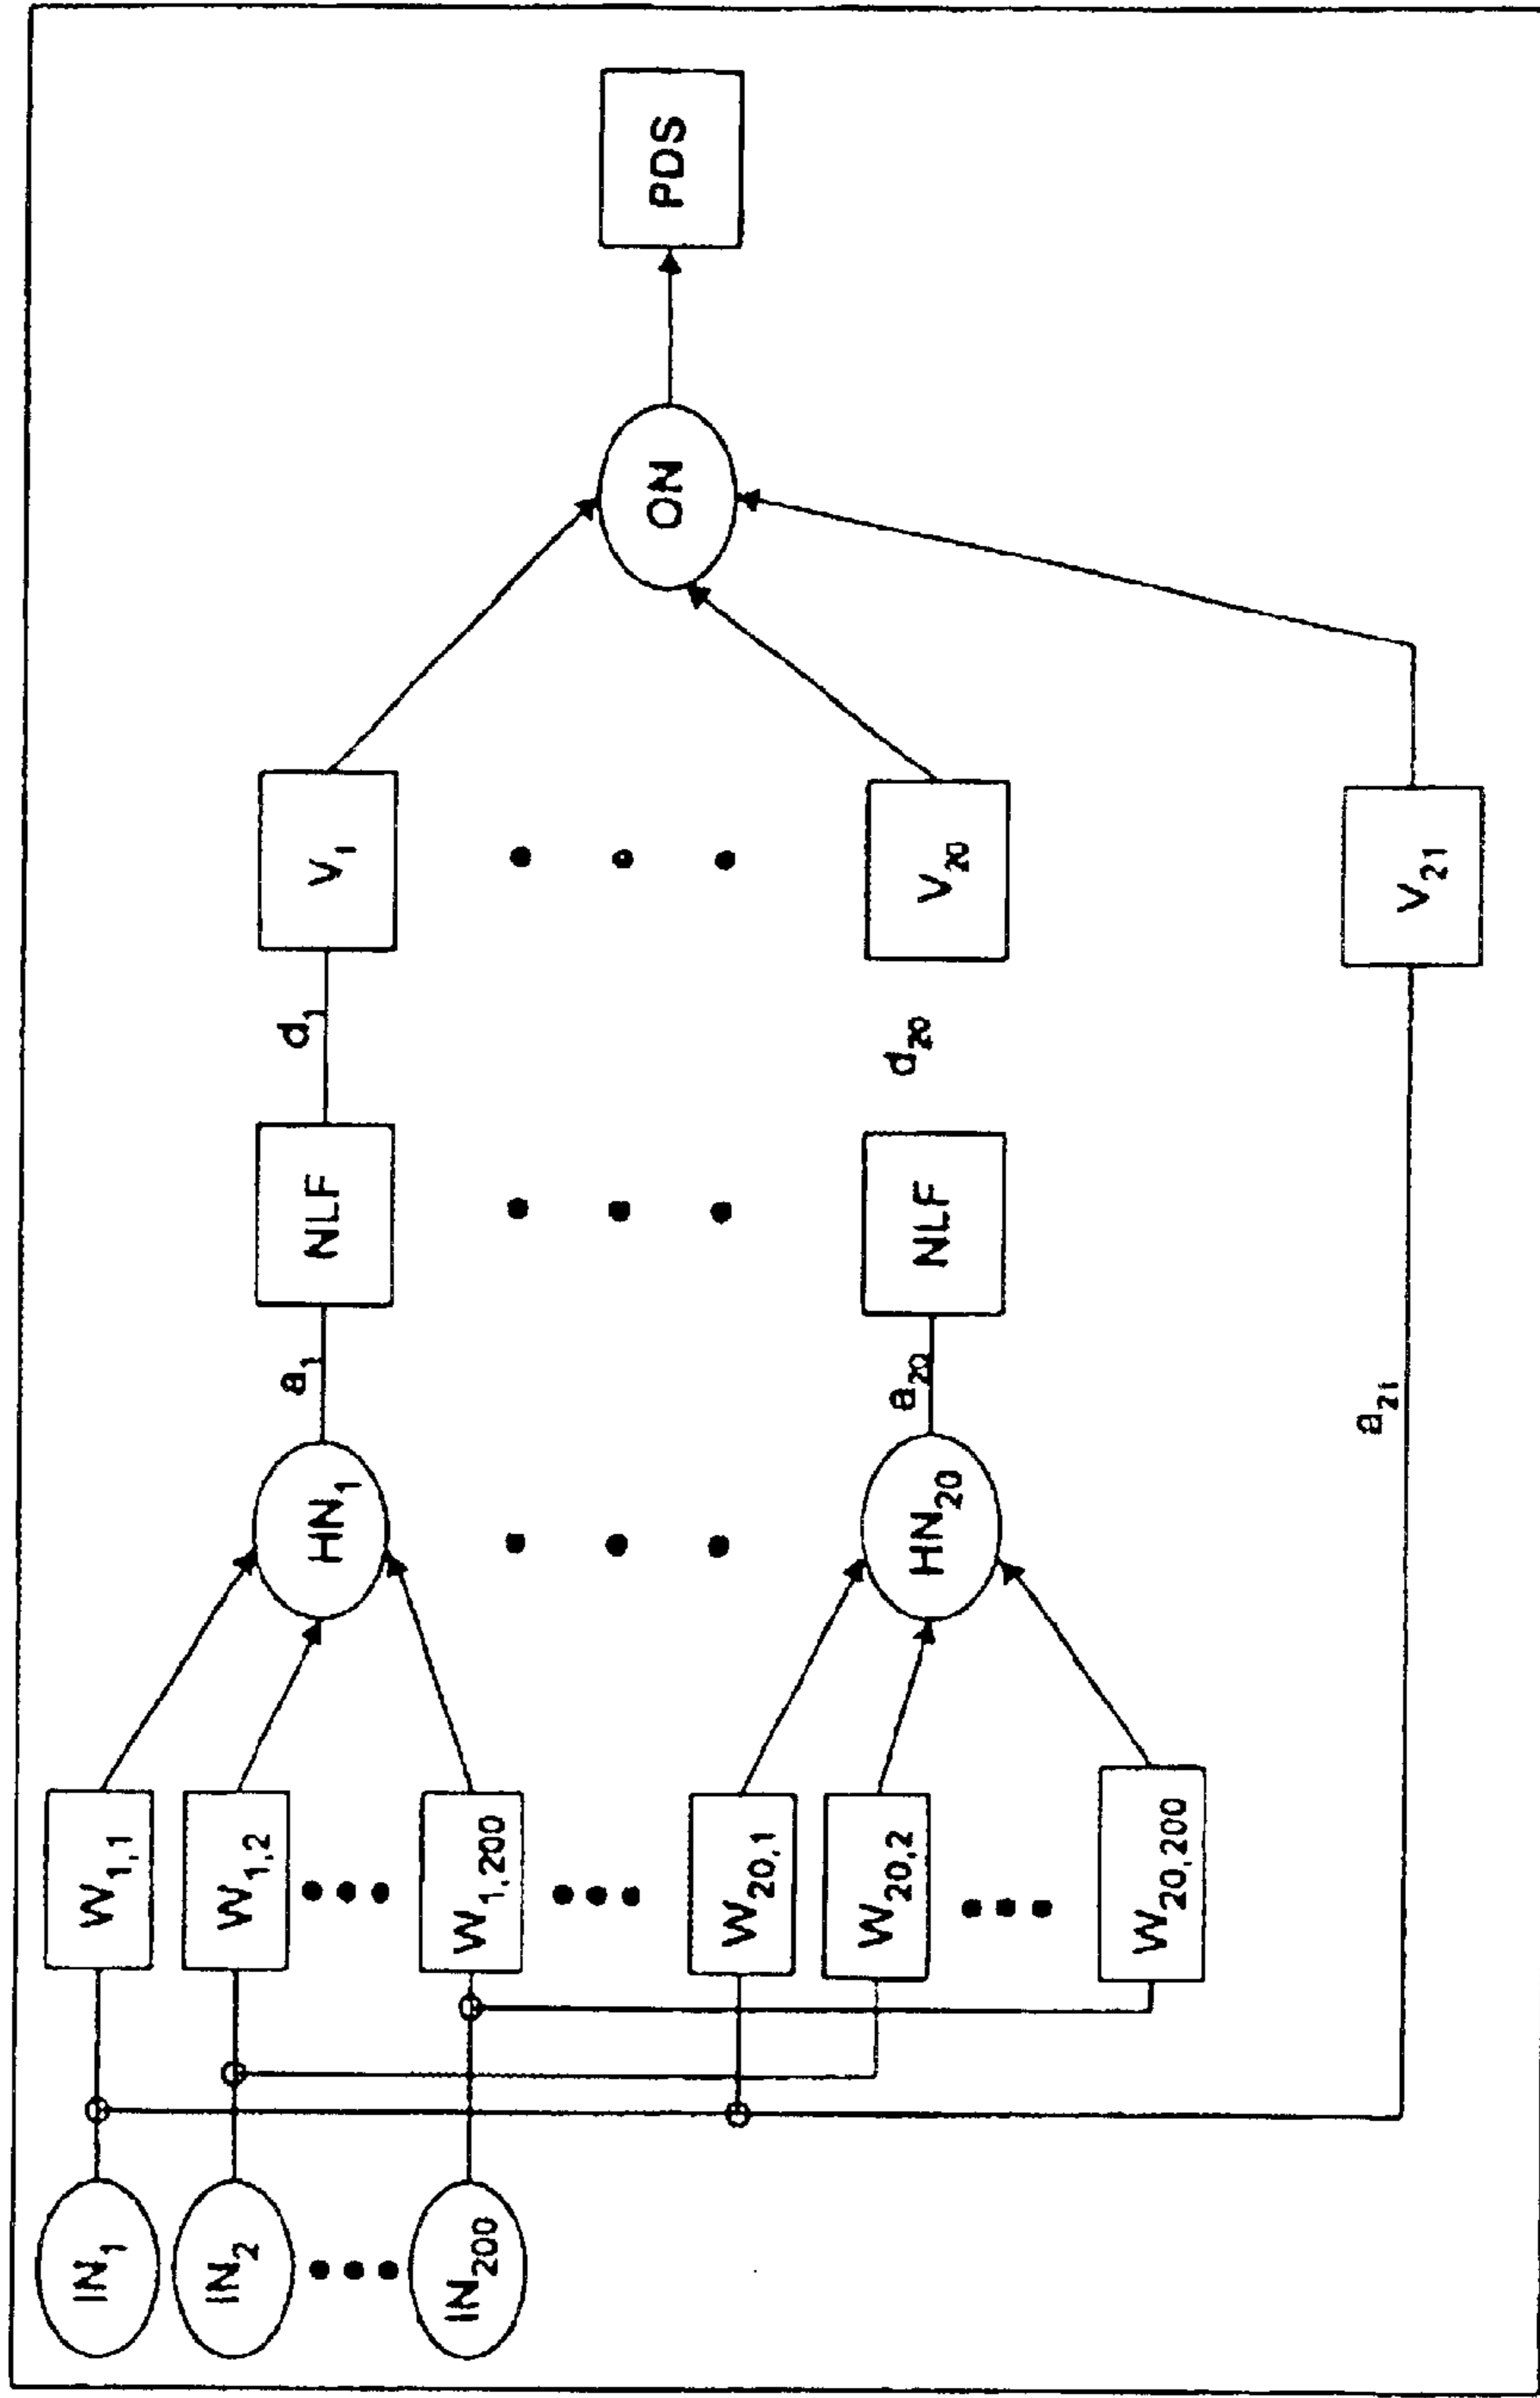 IN1
IN2
IN200
W1,1
W1,2
W1,200
W20,1
W20,2
W20,200
HN1
HN20
a1
a20
a21
NLF
NLF
d1
d20
V1
V20
V21
ON
PDS